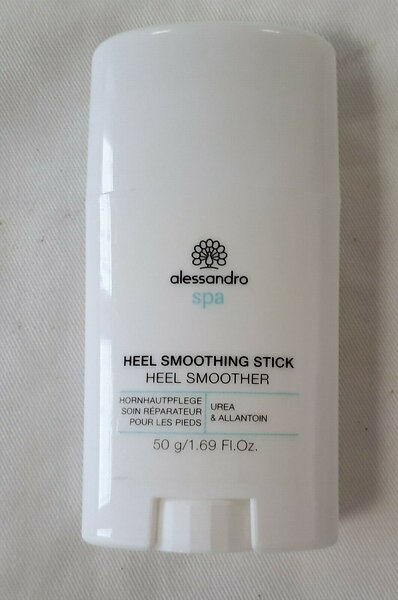 alessandro
spa
HEEL SMOOTHING STICK
HEEL SMOOTHER
HORNHAUTPFLEGE
SOIN RÉPARATEUR
POUR LES PIEDS
UREA
& ALLANTOIN
50 g/1.69 Fl.Oz.